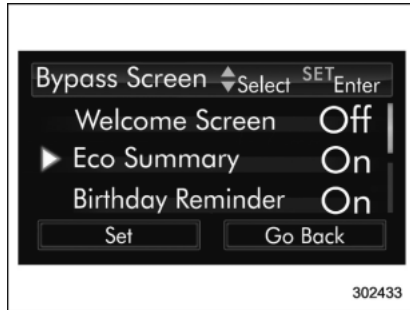 Bypass Screen Select SET Enter
Welcome Screen Off
Eco Summary On
Birthday Reminder On
Set Go Back
302433